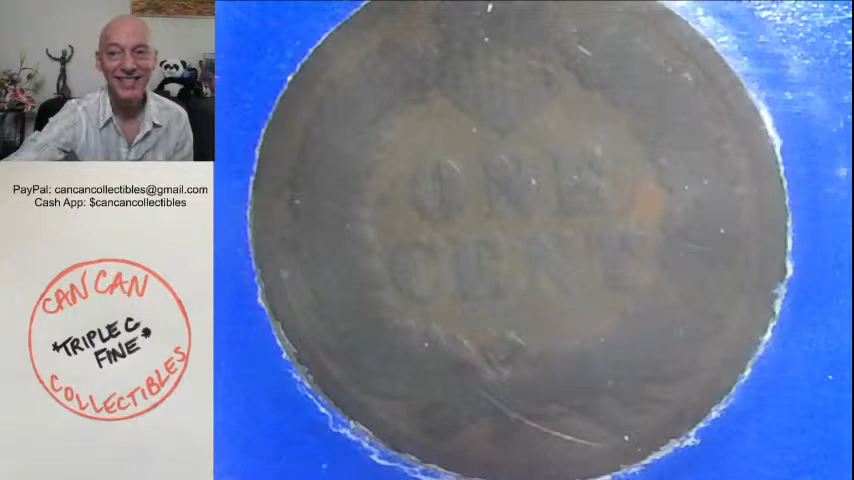 PayPal: cancancollectibles@gmail.com
Cash App: $cancancollectibles
CAN CAN
*TRIPLE C
FINE*
COLLECTIBLES
ONE
CENT